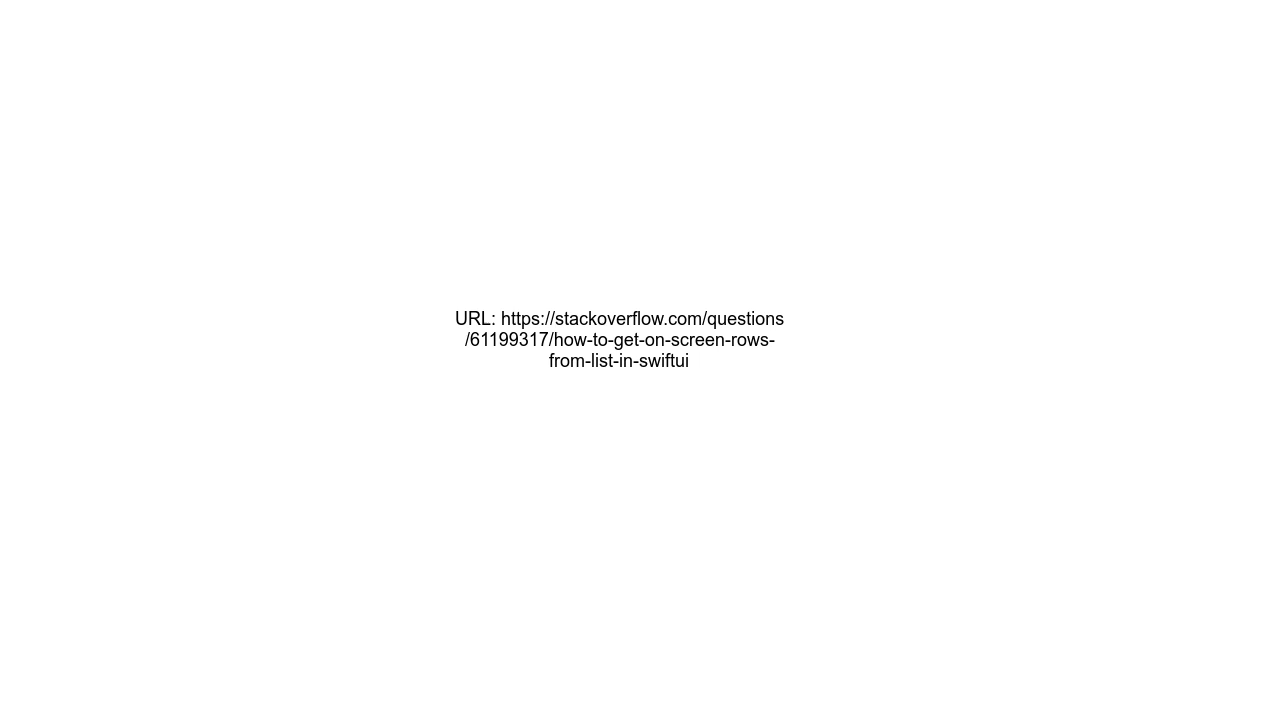 URL: https://stackoverflow.com/questions
/61199317/how-to-get-on-screen-rows-
from-list-in-swiftui